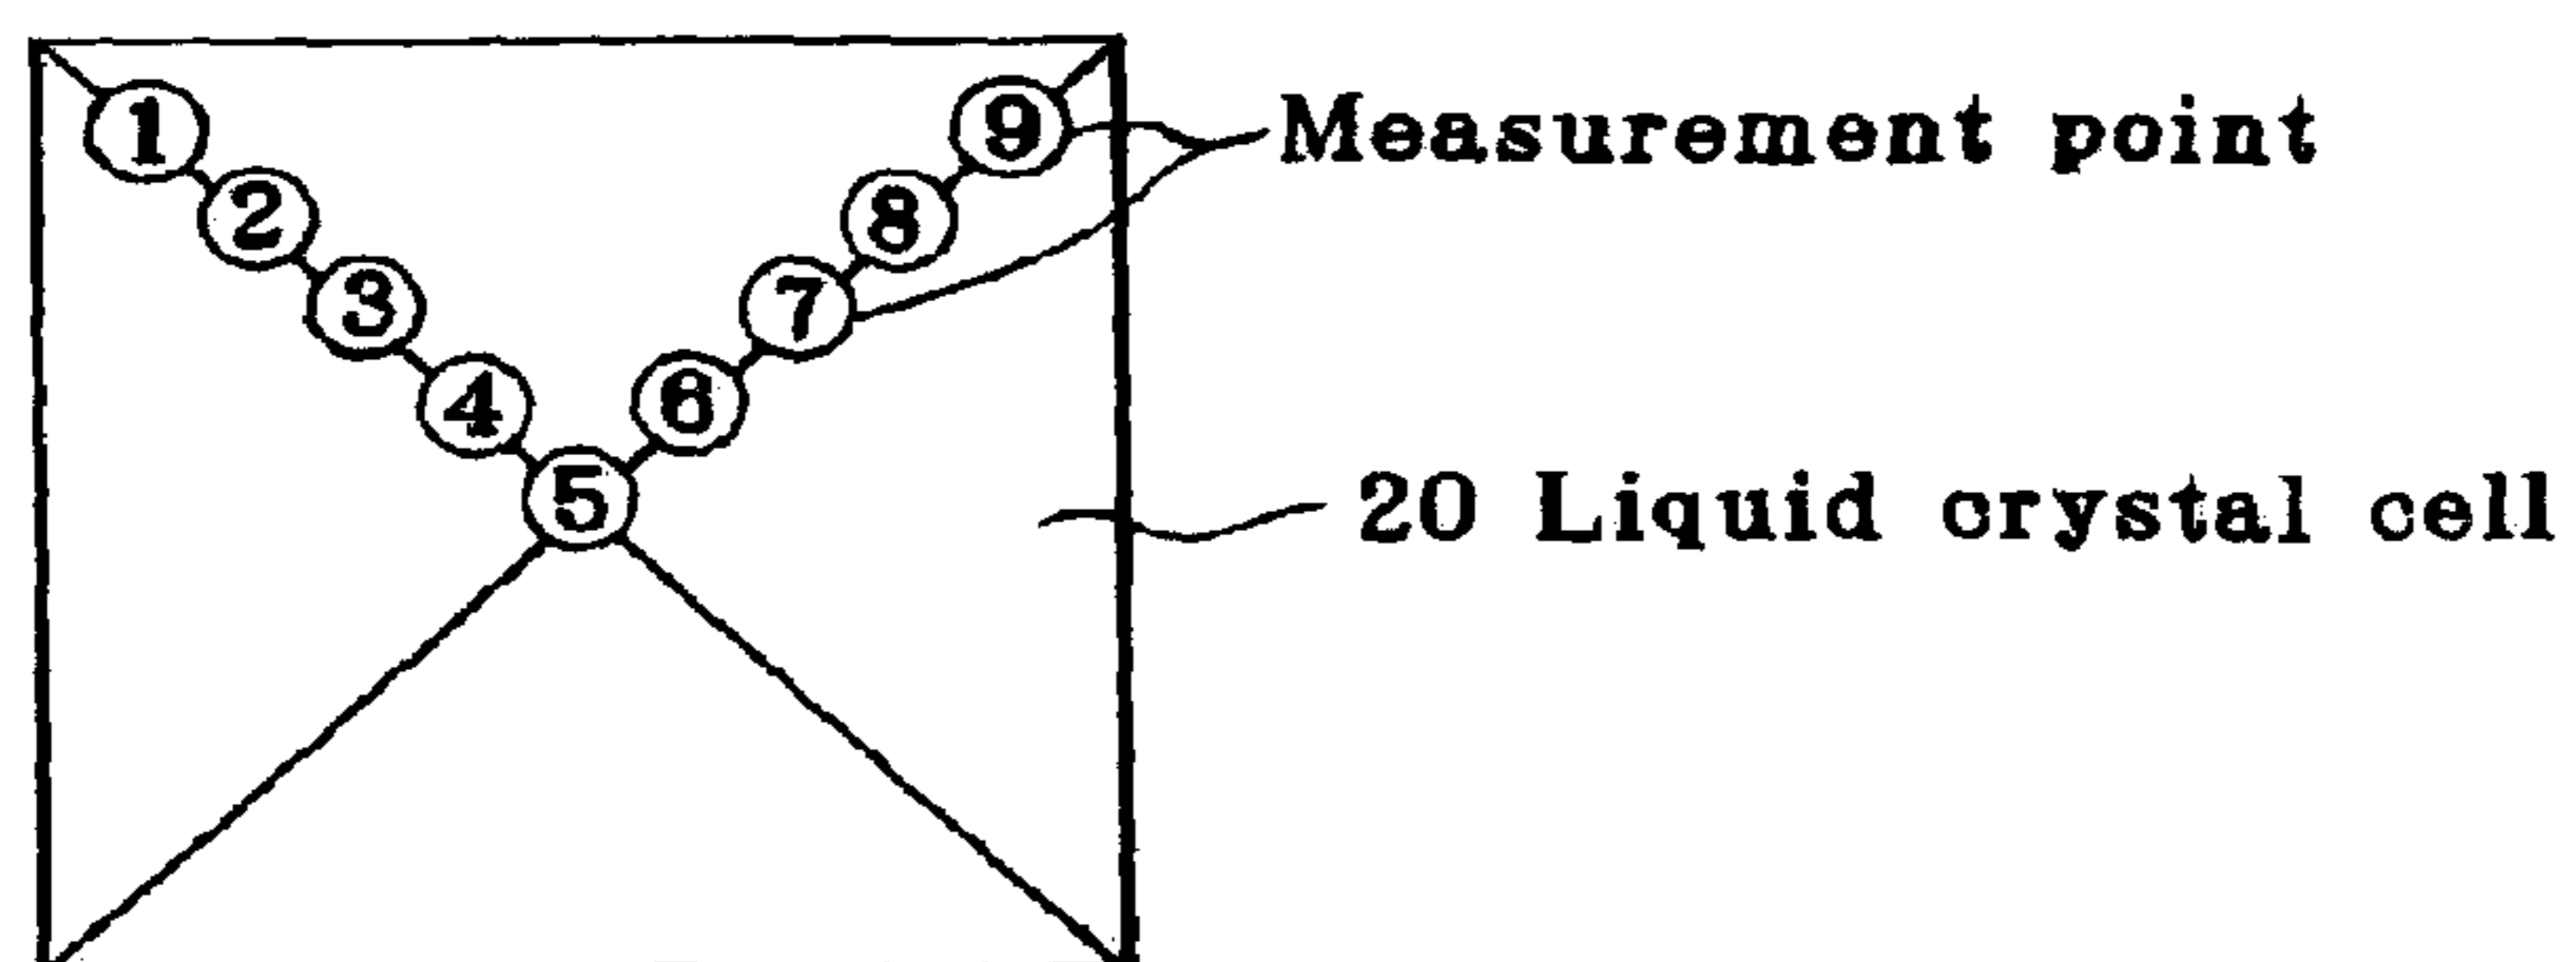 ① ② ③ ④ ⑤ ⑥ ⑦ ⑧ ⑨
Measurement point
20 Liquid crystal cell